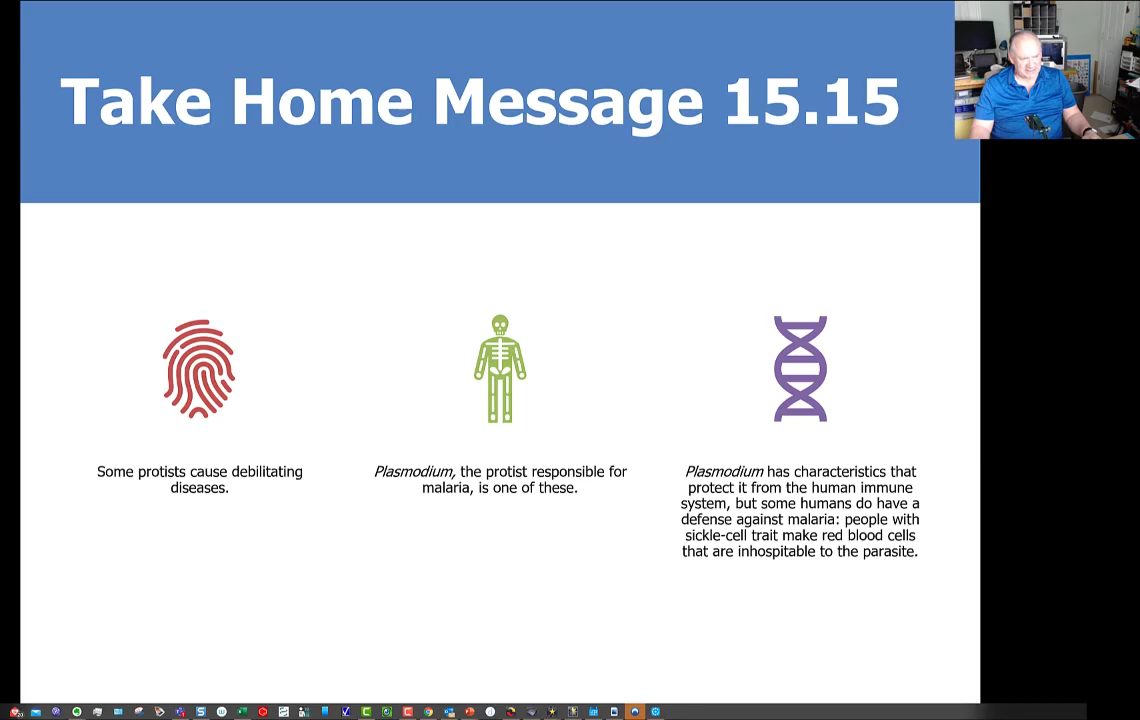 Take Home Message 15.15
Some protists cause debilitating
diseases.
Plasmodium, the protist responsible for
malaria, is one of these.
Plasmodium has characteristics that
protect it from the human immune
system, but some humans do have a
defense against malaria: people with
sickle-cell trait make red blood cells
that are inhospitable to the parasite.